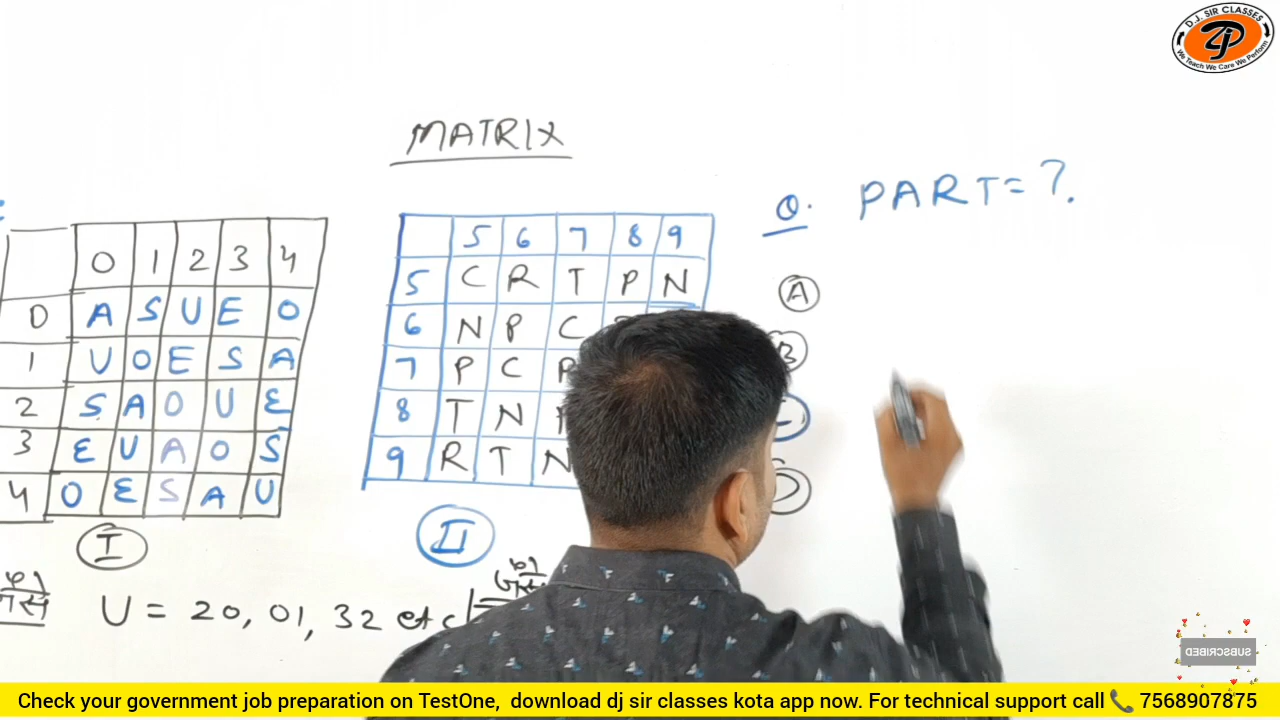 D.J. SIR CLASSES
ZJ
We Teach We Care We Perform
MATRIX
Q. PART = ?.
0 1 2 3 4
0 A S U E O
1 U O E S A
2 S A O U E
3 E U A O S
4 O E S A U
I
5 6 7 8 9
5 C R T P N
6 N P C
7 P C
8 T N
9 R T N
II
A
B
D
U = 20, 01, 32 etc
SUBSCRIBED
Check your government job preparation on TestOne, download dj sir classes kota app now. For technical support call 📞 7568907875